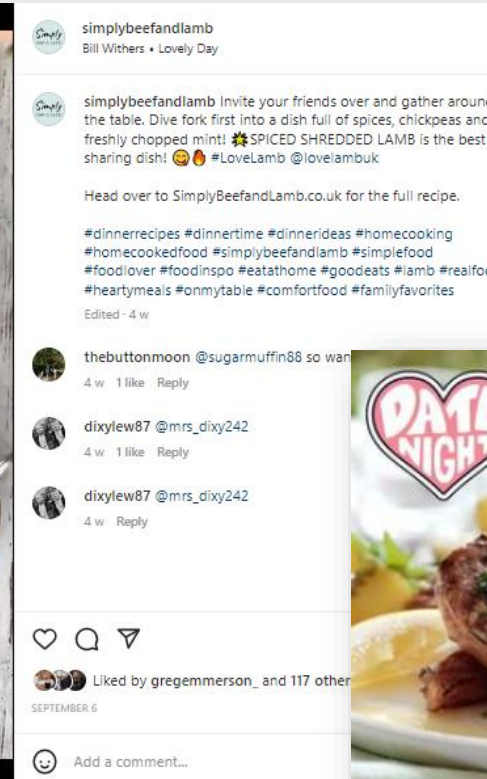 simplybeefandlamb
Bill Withers • Lovely Day
simplybeefandlamb Invite your friends over and gather aroun
the table. Dive fork first into a dish full of spices, chickpeas and
freshly chopped mint! 💥SPICED SHREDDED LAMB is the best
sharing dish! 😋🔥 #LoveLamb @lovelambuk
Head over to SimplyBeefandLamb.co.uk for the full recipe.
#dinnerrecipes #dinnertime #dinnerideas #homecooking
#homecookedfood #simplybeefandlamb #simplefood
#foodlover #foodinspo #eatathome #goodeats #lamb #realfoo
#heartymeals #onmytable #comfortfood #familyfavorites
Edited · 4 w
thebuttonmoon @sugarmuffin88 so wan
4 w 1 like Reply
dixylew87 @mrs_dixy242
4 w 1 like Reply
dixylew87 @mrs_dixy242
4 w Reply
DATE
NIGHT
Liked by gregemmerson_ and 117 other
SEPTEMBER 6
Add a comment...